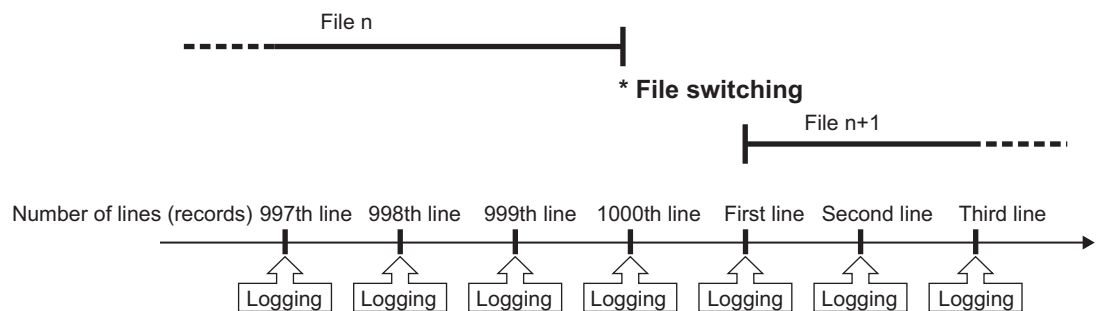 File n
* File switching
File n+1
Number of lines (records) 997th line 998th line 999th line 1000th line First line Second line Third line
Logging Logging Logging Logging Logging Logging Logging